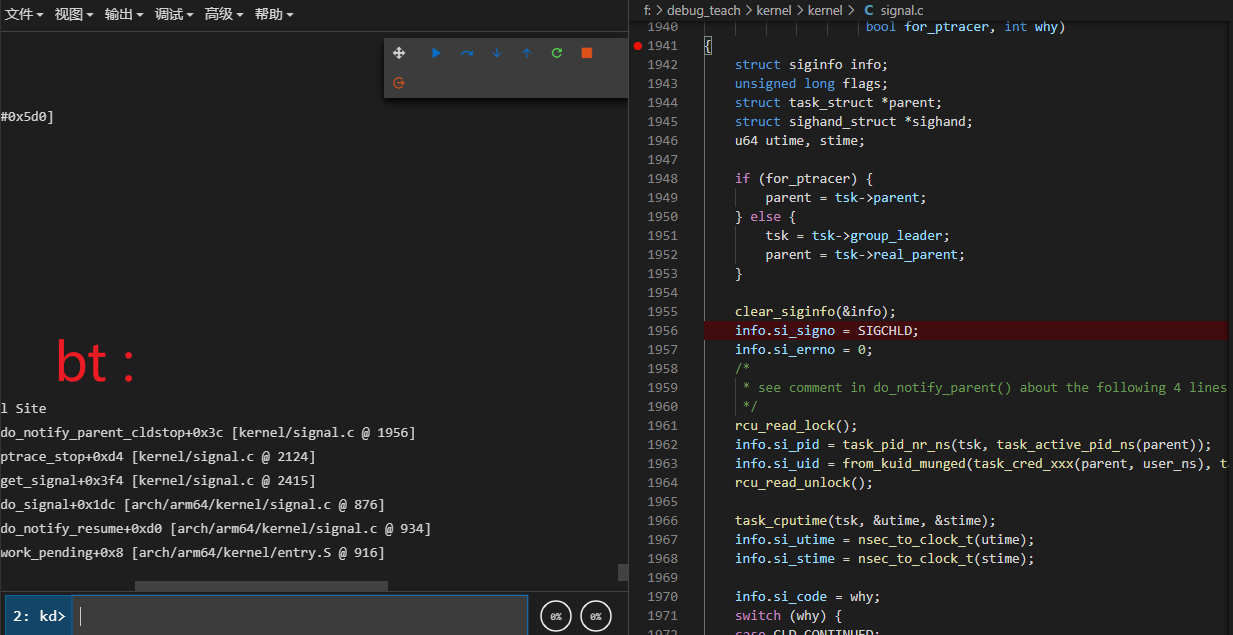 文件 视图 输出 调试 高级 帮助
#0x5d0]
bt :
l Site
do_notify_parent_cldstop+0x3c [kernel/signal.c @ 1956]
ptrace_stop+0xd4 [kernel/signal.c @ 2124]
get_signal+0x3f4 [kernel/signal.c @ 2415]
do_signal+0x1dc [arch/arm64/kernel/signal.c @ 876]
do_notify_resume+0xd0 [arch/arm64/kernel/signal.c @ 934]
work_pending+0x8 [arch/arm64/kernel/entry.S @ 916]
2: kd>
0% 0%
f: > debug_teach > kernel > kernel > C signal.c
1940 bool for_ptracer, int why)
1941 {
1942 struct siginfo info;
1943 unsigned long flags;
1944 struct task_struct *parent;
1945 struct sighand_struct *sighand;
1946 u64 utime, stime;
1947
1948 if (for_ptracer) {
1949 parent = tsk->parent;
1950 } else {
1951 tsk = tsk->group_leader;
1952 parent = tsk->real_parent;
1953 }
1954
1955 clear_siginfo(&info);
1956 info.si_signo = SIGCHLD;
1957 info.si_errno = 0;
1958 /*
1959 * see comment in do_notify_parent() about the following 4 lines
1960 */
1961 rcu_read_lock();
1962 info.si_pid = task_pid_nr_ns(tsk, task_active_pid_ns(parent));
1963 info.si_uid = from_kuid_munged(task_cred_xxx(parent, user_ns), t
1964 rcu_read_unlock();
1965
1966 task_cputime(tsk, &utime, &stime);
1967 info.si_utime = nsec_to_clock_t(utime);
1968 info.si_stime = nsec_to_clock_t(stime);
1969
1970 info.si_code = why;
1971 switch (why) {
1972 case CLD_CONTINUED: